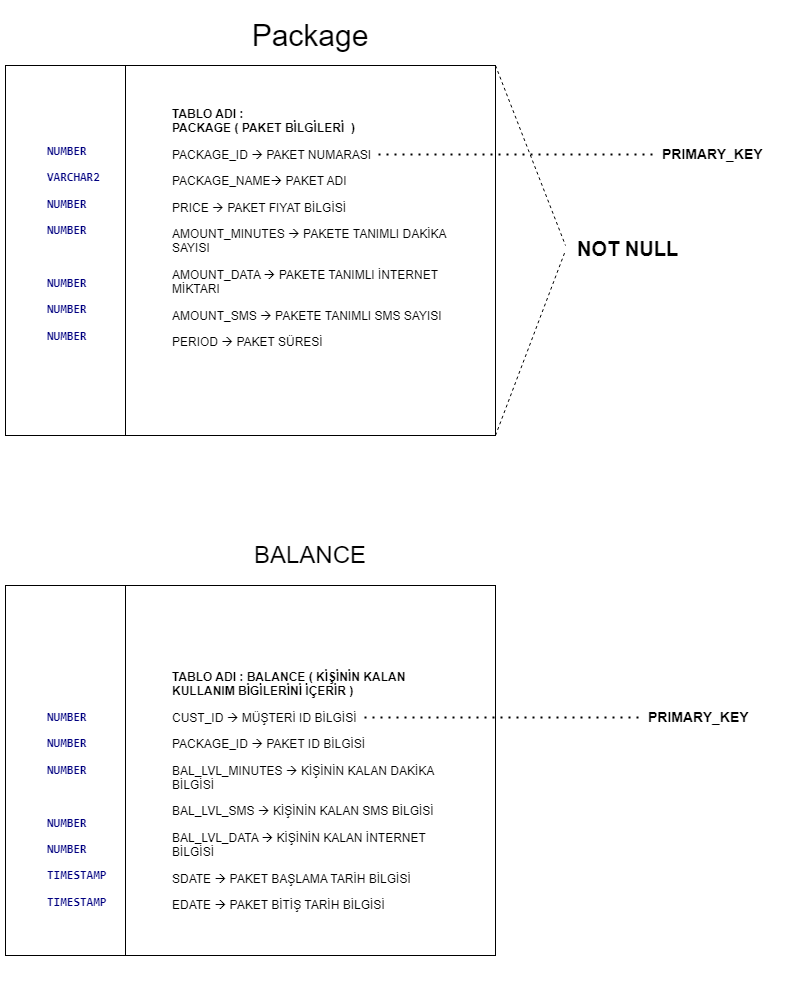 Package
TABLO ADI :
PACKAGE ( PAKET BİLGİLERİ )
NUMBER
PACKAGE_ID → PAKET NUMARASI
PRIMARY_KEY
VARCHAR2
PACKAGE_NAME→ PAKET ADI
NUMBER
PRICE → PAKET FIYAT BİLGİSİ
NUMBER
AMOUNT_MINUTES → PAKETE TANIMLI DAKİKA
SAYISI
NOT NULL
NUMBER
AMOUNT_DATA → PAKETE TANIMLI İNTERNET
MİKTARI
NUMBER
AMOUNT_SMS → PAKETE TANIMLI SMS SAYISI
NUMBER
PERIOD → PAKET SÜRESİ
BALANCE
TABLO ADI : BALANCE ( KİŞİNİN KALAN
KULLANIM BİGİLERİNİ İÇERİR )
NUMBER
CUST_ID → MÜŞTERİ ID BİLGİSİ
PRIMARY_KEY
NUMBER
PACKAGE_ID → PAKET ID BİLGİSİ
NUMBER
BAL_LVL_MINUTES → KİŞİNİN KALAN DAKİKA
BİLGİSİ
BAL_LVL_SMS → KİŞİNİN KALAN SMS BİLGİSİ
NUMBER
BAL_LVL_DATA → KİŞİNİN KALAN İNTERNET
BİLGİSİ
NUMBER
TIMESTAMP
SDATE → PAKET BAŞLAMA TARİH BİLGİSİ
TIMESTAMP
EDATE → PAKET BİTİŞ TARİH BİLGİSİ